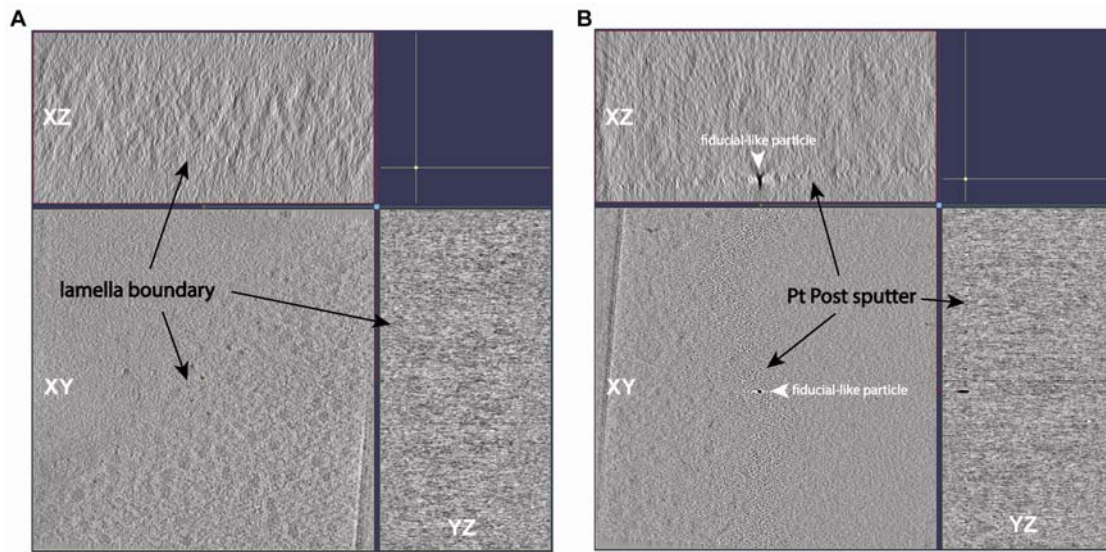 A
XZ
lamella boundary
XY
YZ
B
XZ
fiducial-like particle
Pt Post sputter
XY
fiducial-like particle
YZ